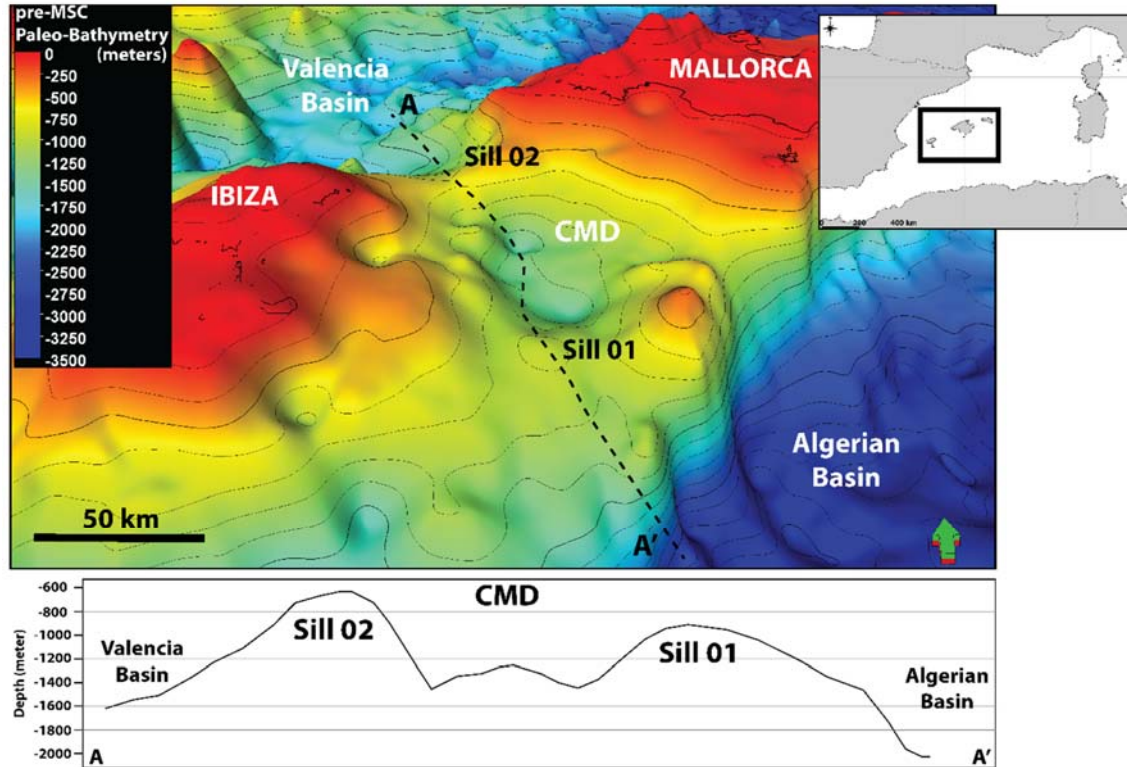 pre-MSC
Paleo-Bathymetry
(meters)
0
-250
-500
-750
-1000
-1250
-1500
-1750
-2000
-2250
-2500
-2750
-3000
-3250
-3500
Valencia
Basin
A
MALLORCA
Sill 02
IBIZA
CMD
Sill 01
Algerian
Basin
50 km
A'
0 200 400 km
CMD
Sill 02
Sill 01
Valencia
Basin
Algerian
Basin
Depth (meter)
-600
-800
-1000
-1200
-1400
-1600
-1800
-2000
A
A'